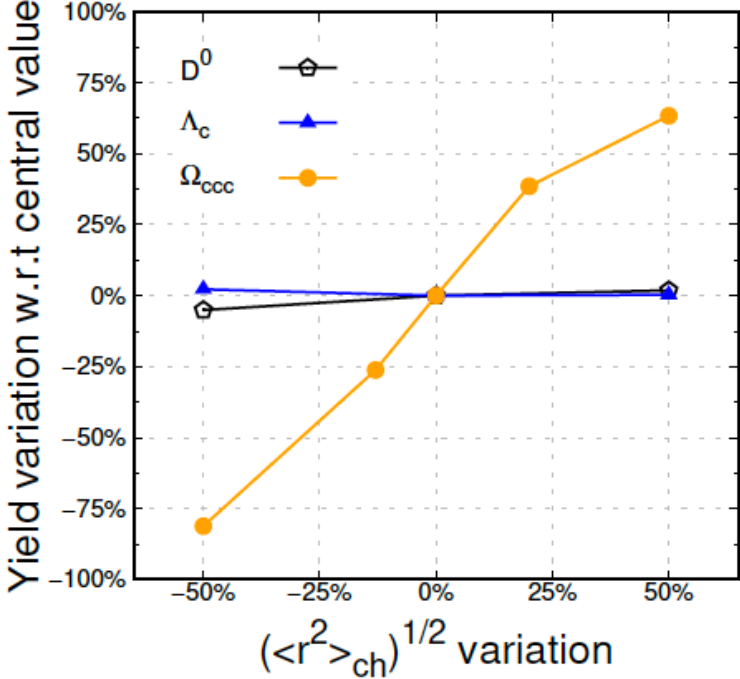 Yield variation w.r.t central value
100%
75%
50%
25%
0%
−25%
−50%
−75%
−100%
D⁰
Λc
Ωccc
−50% −25% 0% 25% 50%
(<r²>ch)^1/2 variation